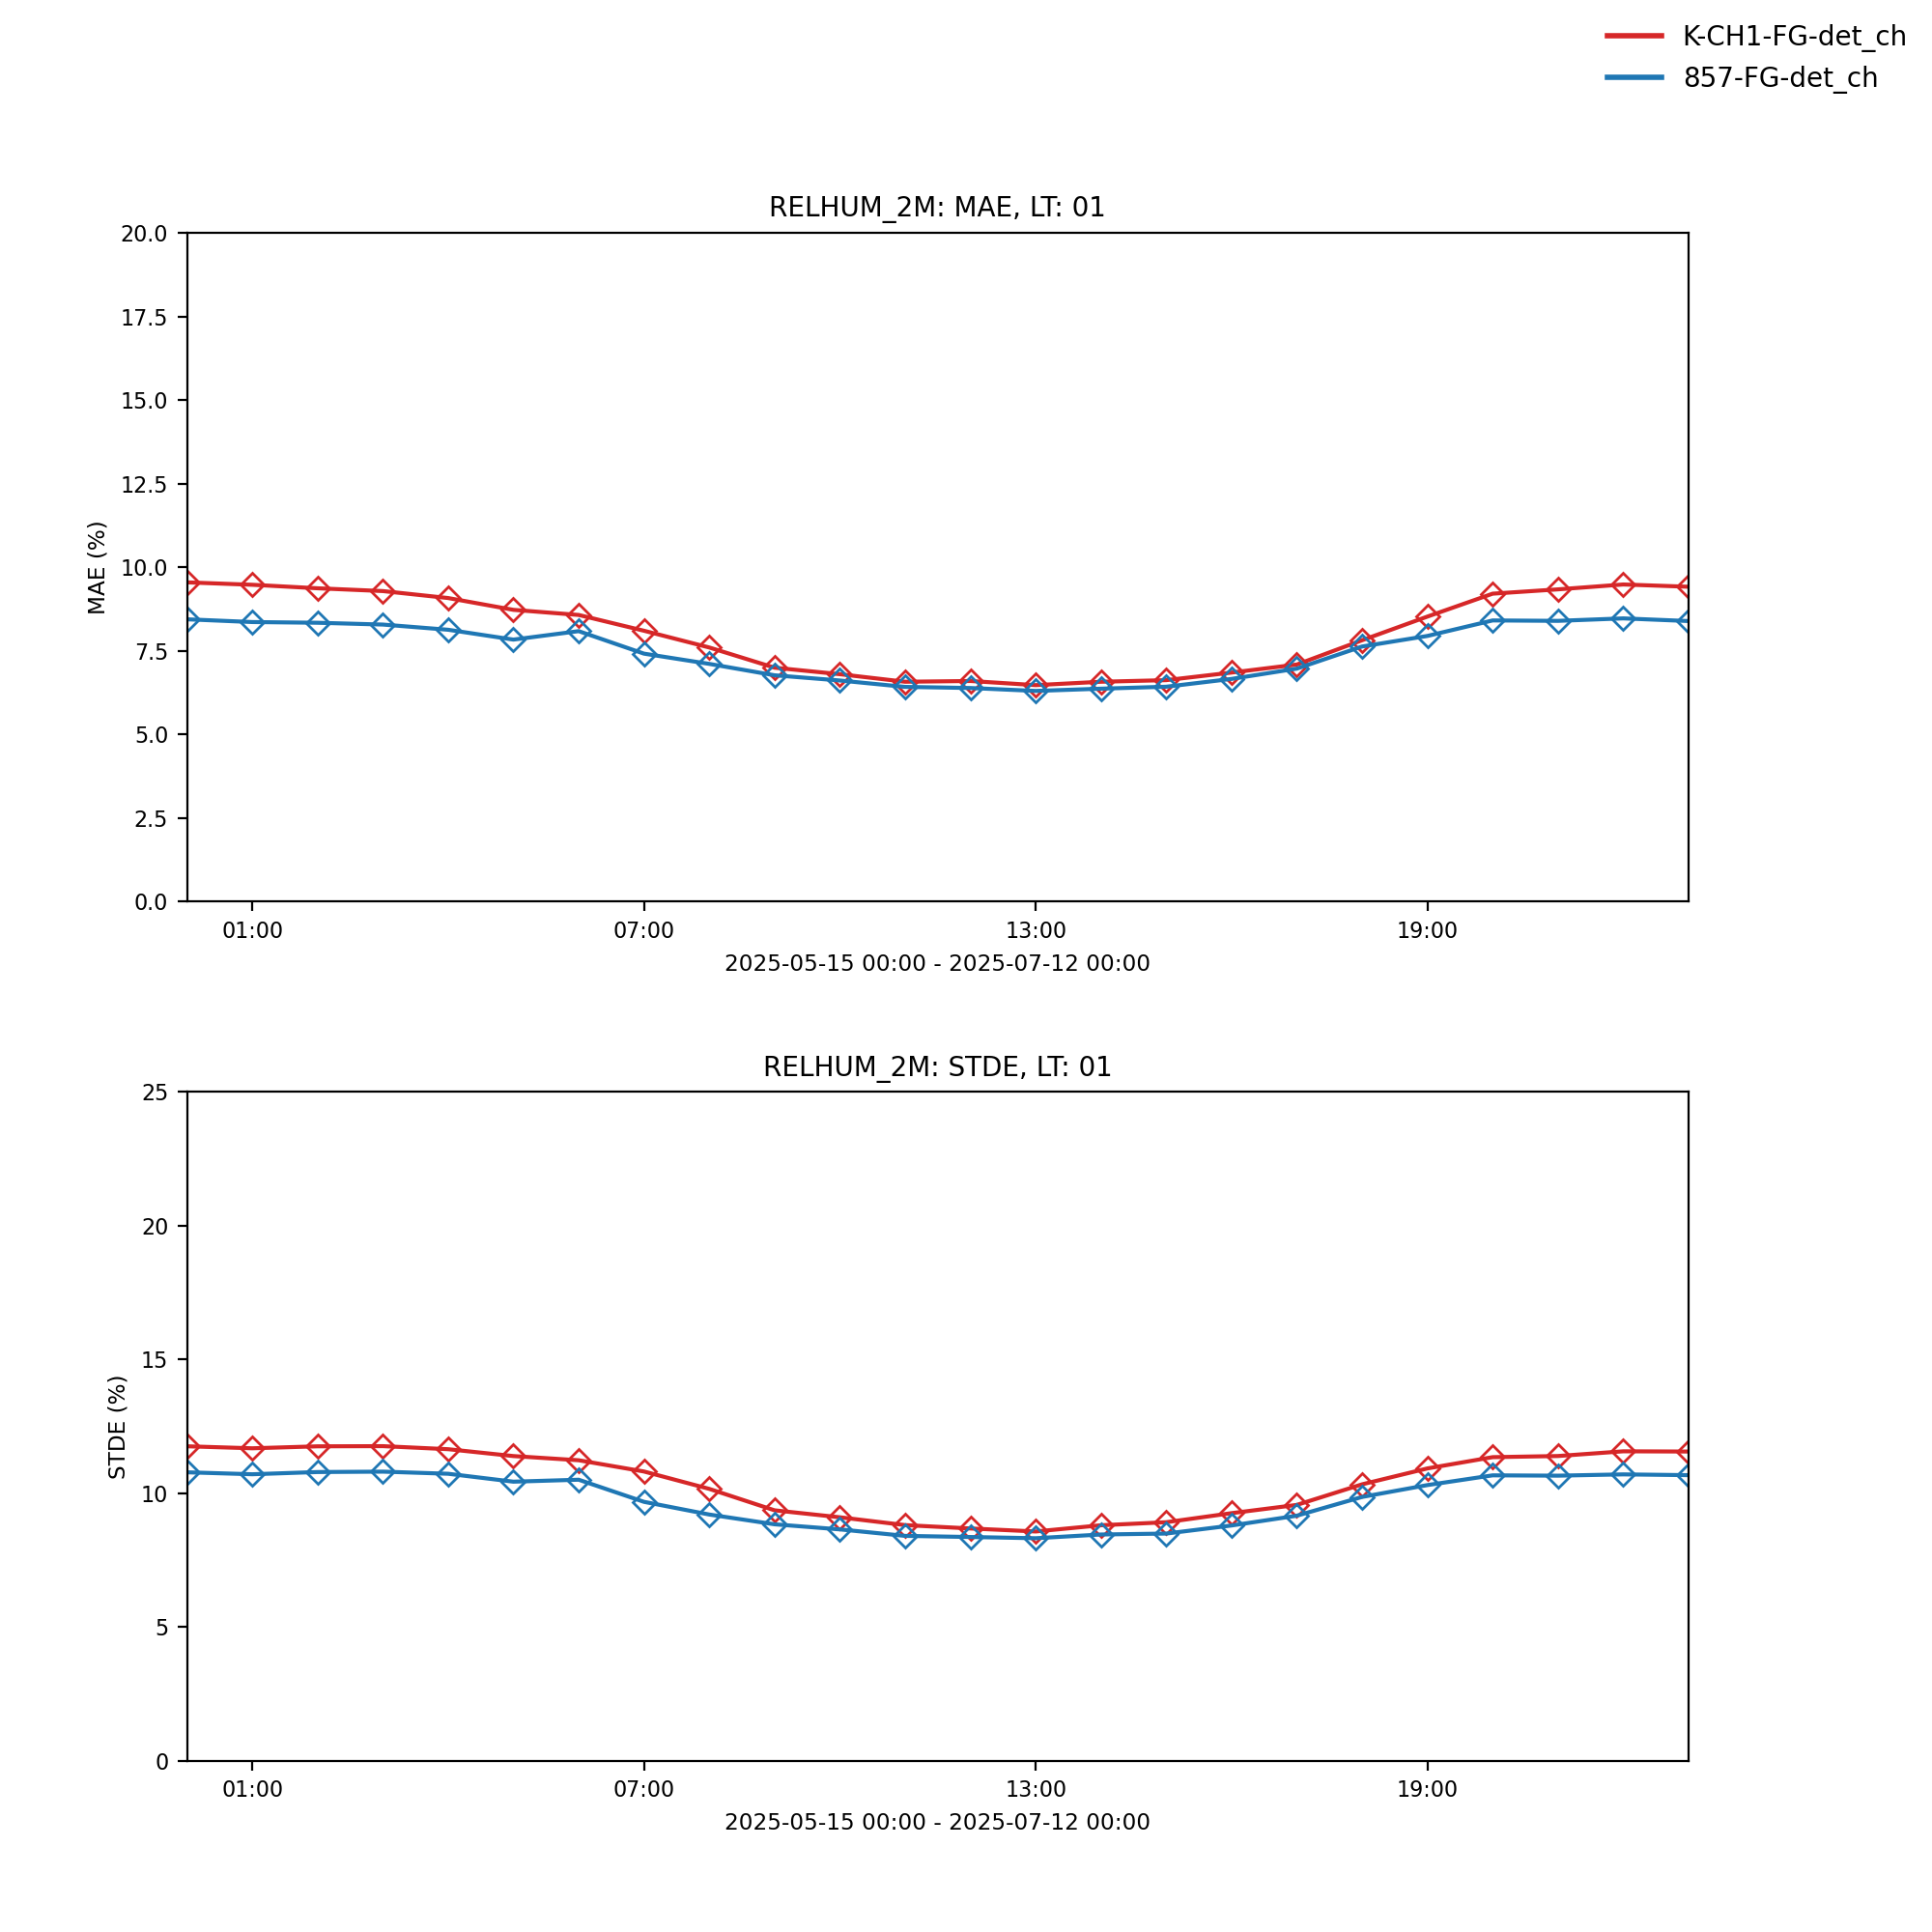 K-CH1-FG-det_ch
857-FG-det_ch
RELHUM_2M: MAE, LT: 01
20.0
17.5
15.0
12.5
10.0
7.5
5.0
2.5
0.0
MAE (%)
01:00 07:00 13:00 19:00
2025-05-15 00:00 - 2025-07-12 00:00
RELHUM_2M: STDE, LT: 01
25
20
15
10
5
0
STDE (%)
01:00 07:00 13:00 19:00
2025-05-15 00:00 - 2025-07-12 00:00